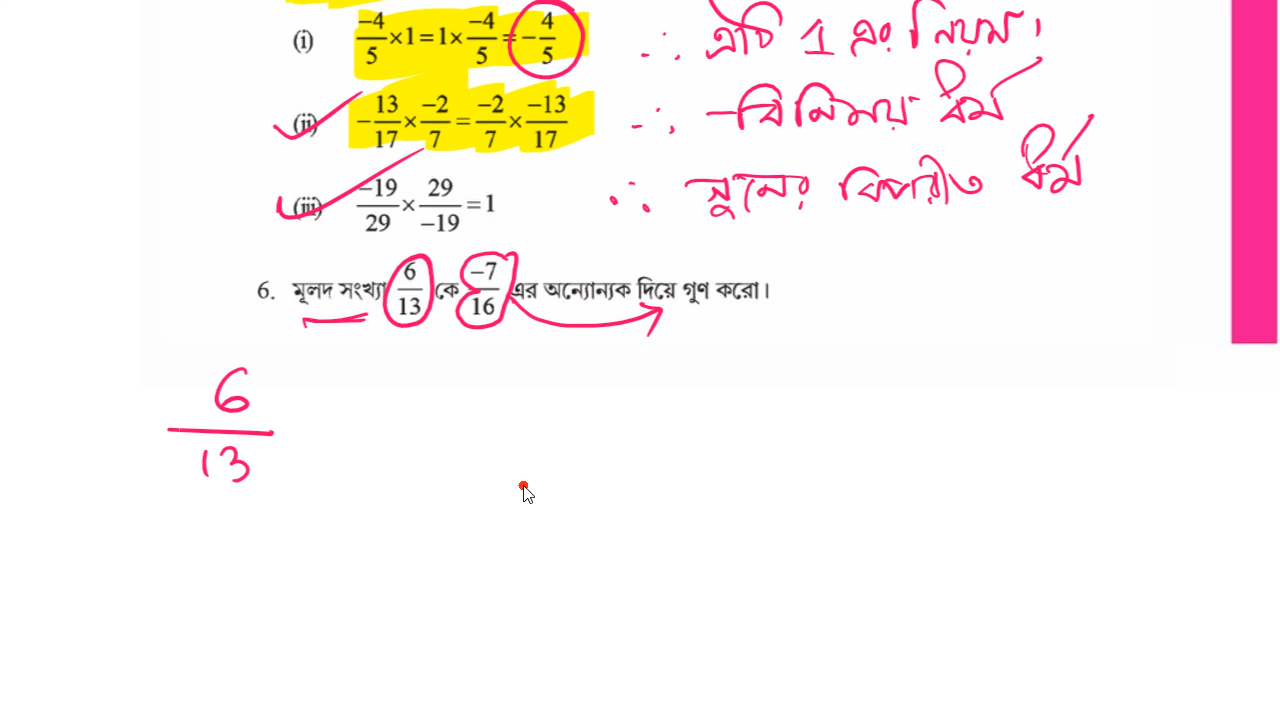 (i) -4/5 × 1 = 1 × -4/5 = -4/5 ∴ এটি 1 এর নিয়ম।
(ii) -13/17 × -2/7 = -2/7 × -13/17 ∴ -বিনিময় ধর্ম
(iii) -19/29 × 29/-19 = 1 ∴ গুনের বিপরীত ধর্ম
6. মূলদ সংখ্যা 6/13 কে -7/16 এর অন্যোন্যক দিয়ে গুণ করো।
6
13